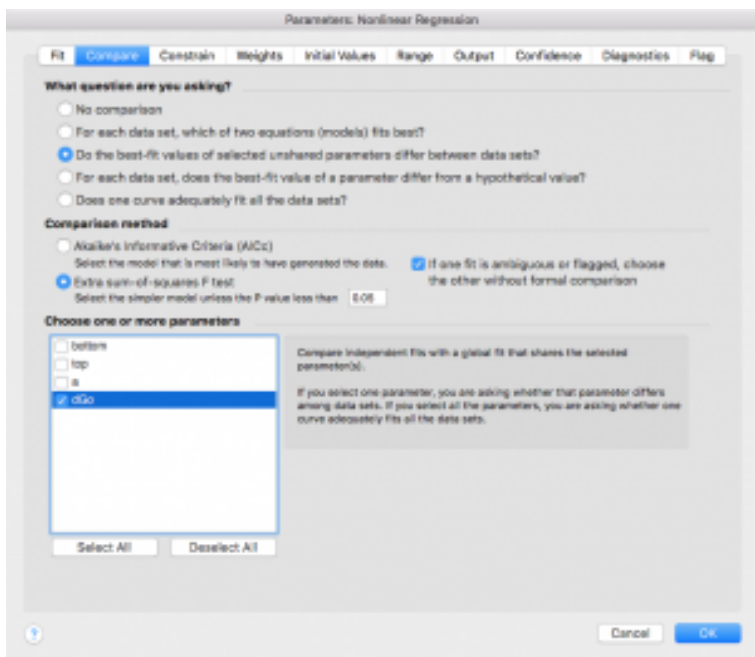 Parameters: Nonlinear Regression
Fit Compare Constrain Weights Initial Values Range Output Confidence Diagnostics Flag
What question are you asking?
No comparison
For each data set, which of two equations (models) fits best?
Do the best-fit values of selected unshared parameters differ between data sets?
For each data set, does the best-fit value of a parameter differ from a hypothetical value?
Does one curve adequately fit all the data sets?
Comparison method
Akaike's Informative Criteria (AICc)
Select the model that is most likely to have generated the data.
If one fit is ambiguous or flagged, choose
the other without formal comparison
Extra sum-of-squares F test
Select the simpler model unless the P value less than 0.05
Choose one or more parameters
bottom
top
a
dGo
Compare independent fits with a global fit that shares the selected
parameter(s).
If you select one parameter, you are asking whether that parameter differs
among data sets. If you select all the parameters, you are asking whether one
curve adequately fits all the data sets.
Select All Deselect All
? Cancel OK